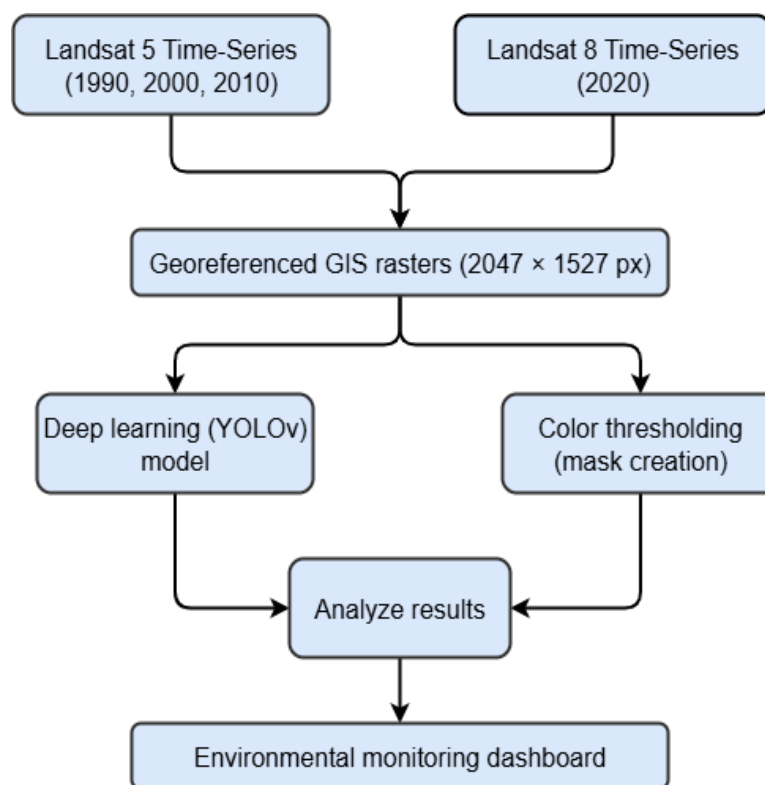 Landsat 5 Time-Series
(1990, 2000, 2010)
Landsat 8 Time-Series
(2020)
Georeferenced GIS rasters (2047 × 1527 px)
Deep learning (YOLOv)
model
Color thresholding
(mask creation)
Analyze results
Environmental monitoring dashboard